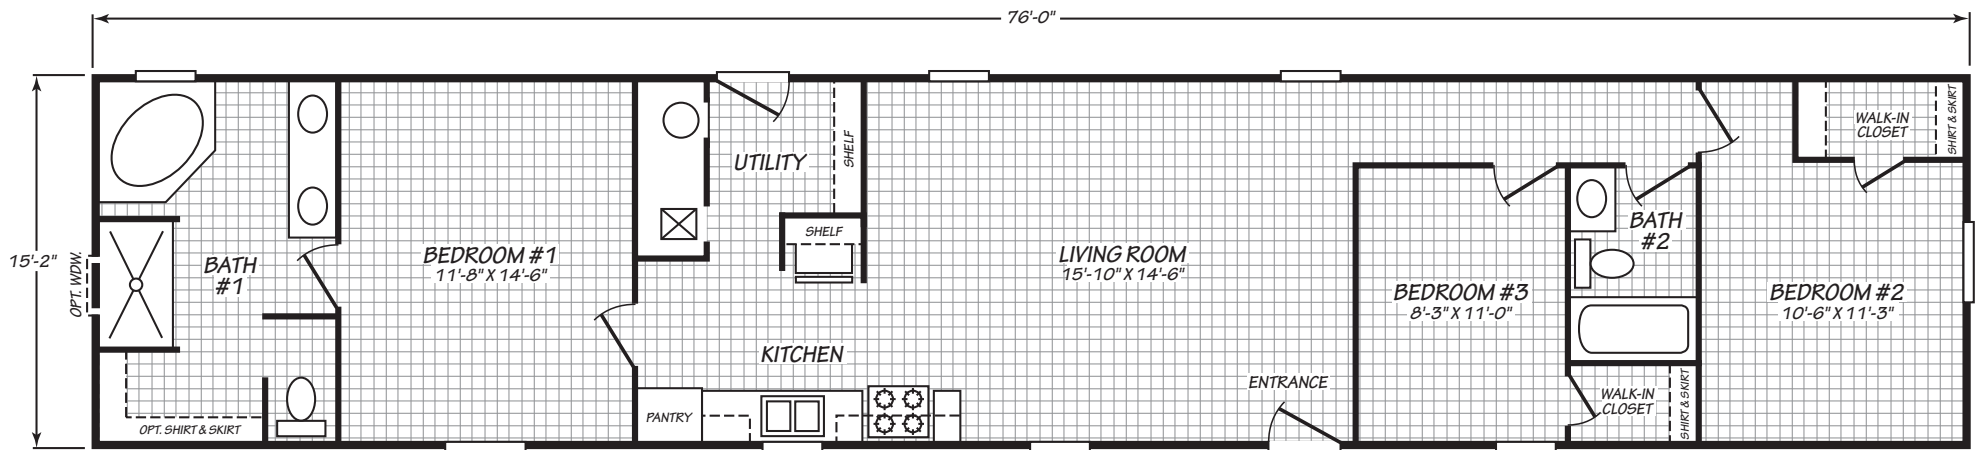 76'-0"
15'-2"
OPT. WDW.
BATH
#1
OPT. SHIRT & SKIRT
BEDROOM #1
11'-8" X 14'-6"
UTILITY
SHELF
SHELF
KITCHEN
PANTRY
LIVING ROOM
15'-10" X 14'-6"
ENTRANCE
BEDROOM #3
8'-3" X 11'-0"
BATH
#2
WALK-IN
CLOSET
SHIRT & SKIRT
BEDROOM #2
10'-6" X 11'-3"
WALK-IN
CLOSET
SHIRT & SKIRT